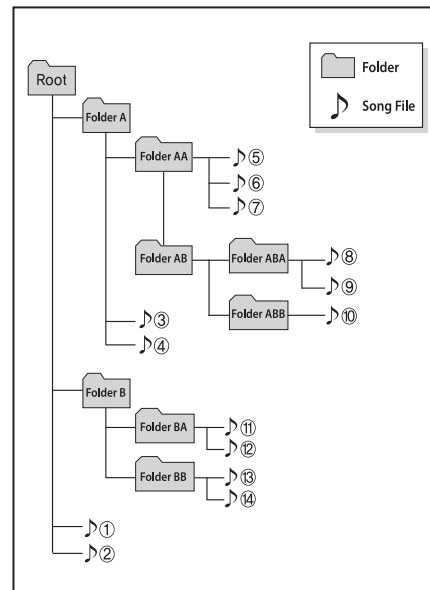 Root
Folder
Song File
Folder A
Folder AA
⑤
⑥
⑦
Folder AB
Folder ABA
⑧
⑨
Folder ABB
⑩
③
④
Folder B
Folder BA
⑪
⑫
Folder BB
⑬
⑭
①
②